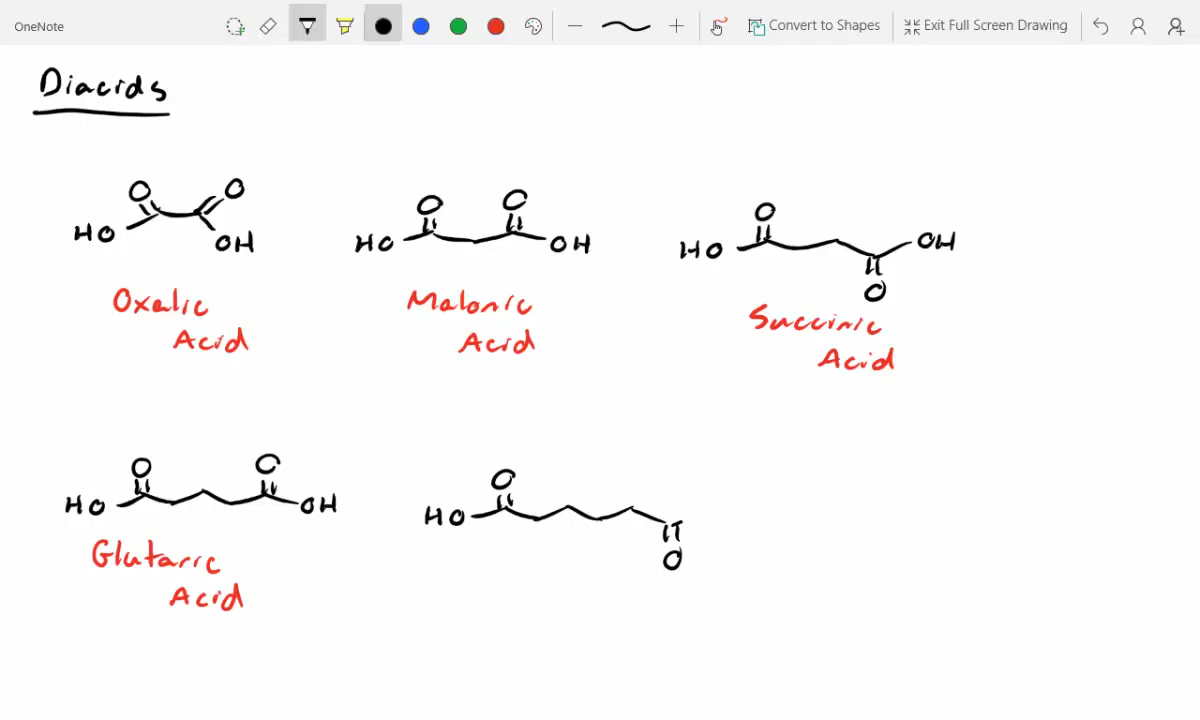 OneNote
Convert to Shapes
Exit Full Screen Drawing
Diacids
O O
HO OH
Oxalic
Acid
O O
HO OH
Malonic
Acid
O
HO OH
O
Succinic
Acid
O O
HO OH
Glutaric
Acid
O
HO
O